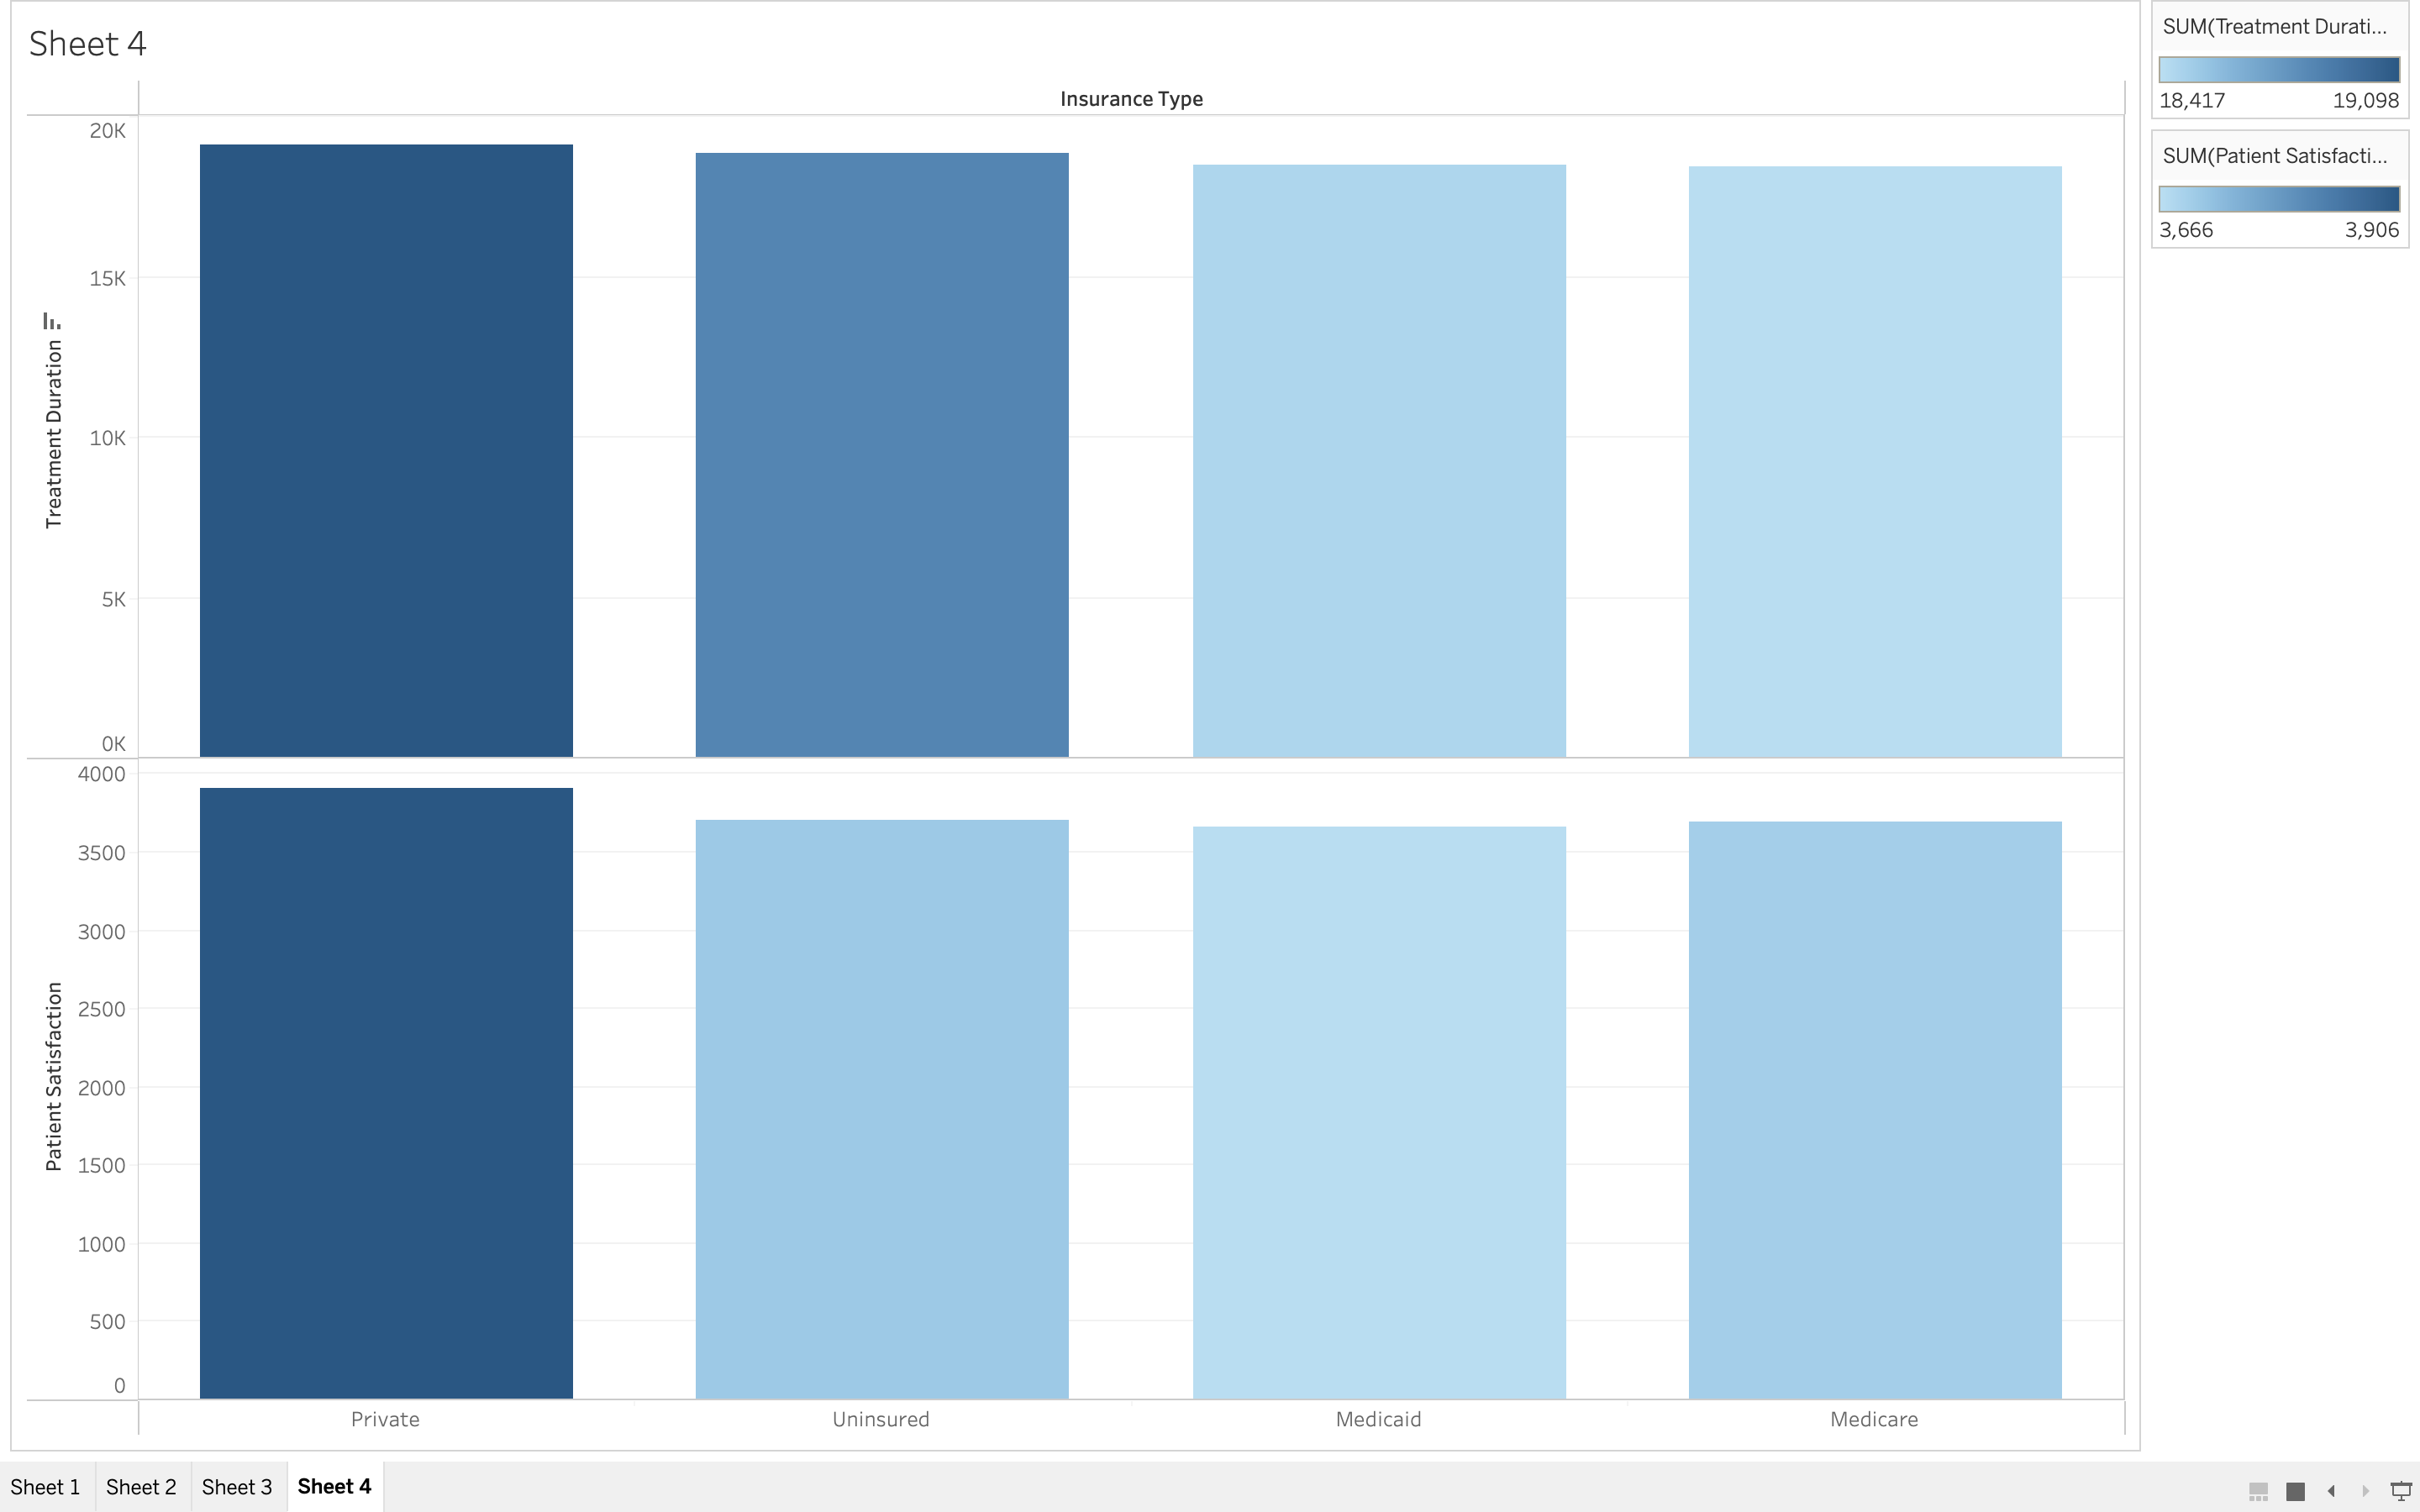 Sheet 4
Insurance Type
20K
15K
10K
5K
0K
Treatment Duration
4000
3500
3000
2500
2000
1500
1000
500
0
Patient Satisfaction
Private
Uninsured
Medicaid
Medicare
SUM(Treatment Durati...
18,417 19,098
SUM(Patient Satisfacti...
3,666 3,906
Sheet 1 Sheet 2 Sheet 3 Sheet 4